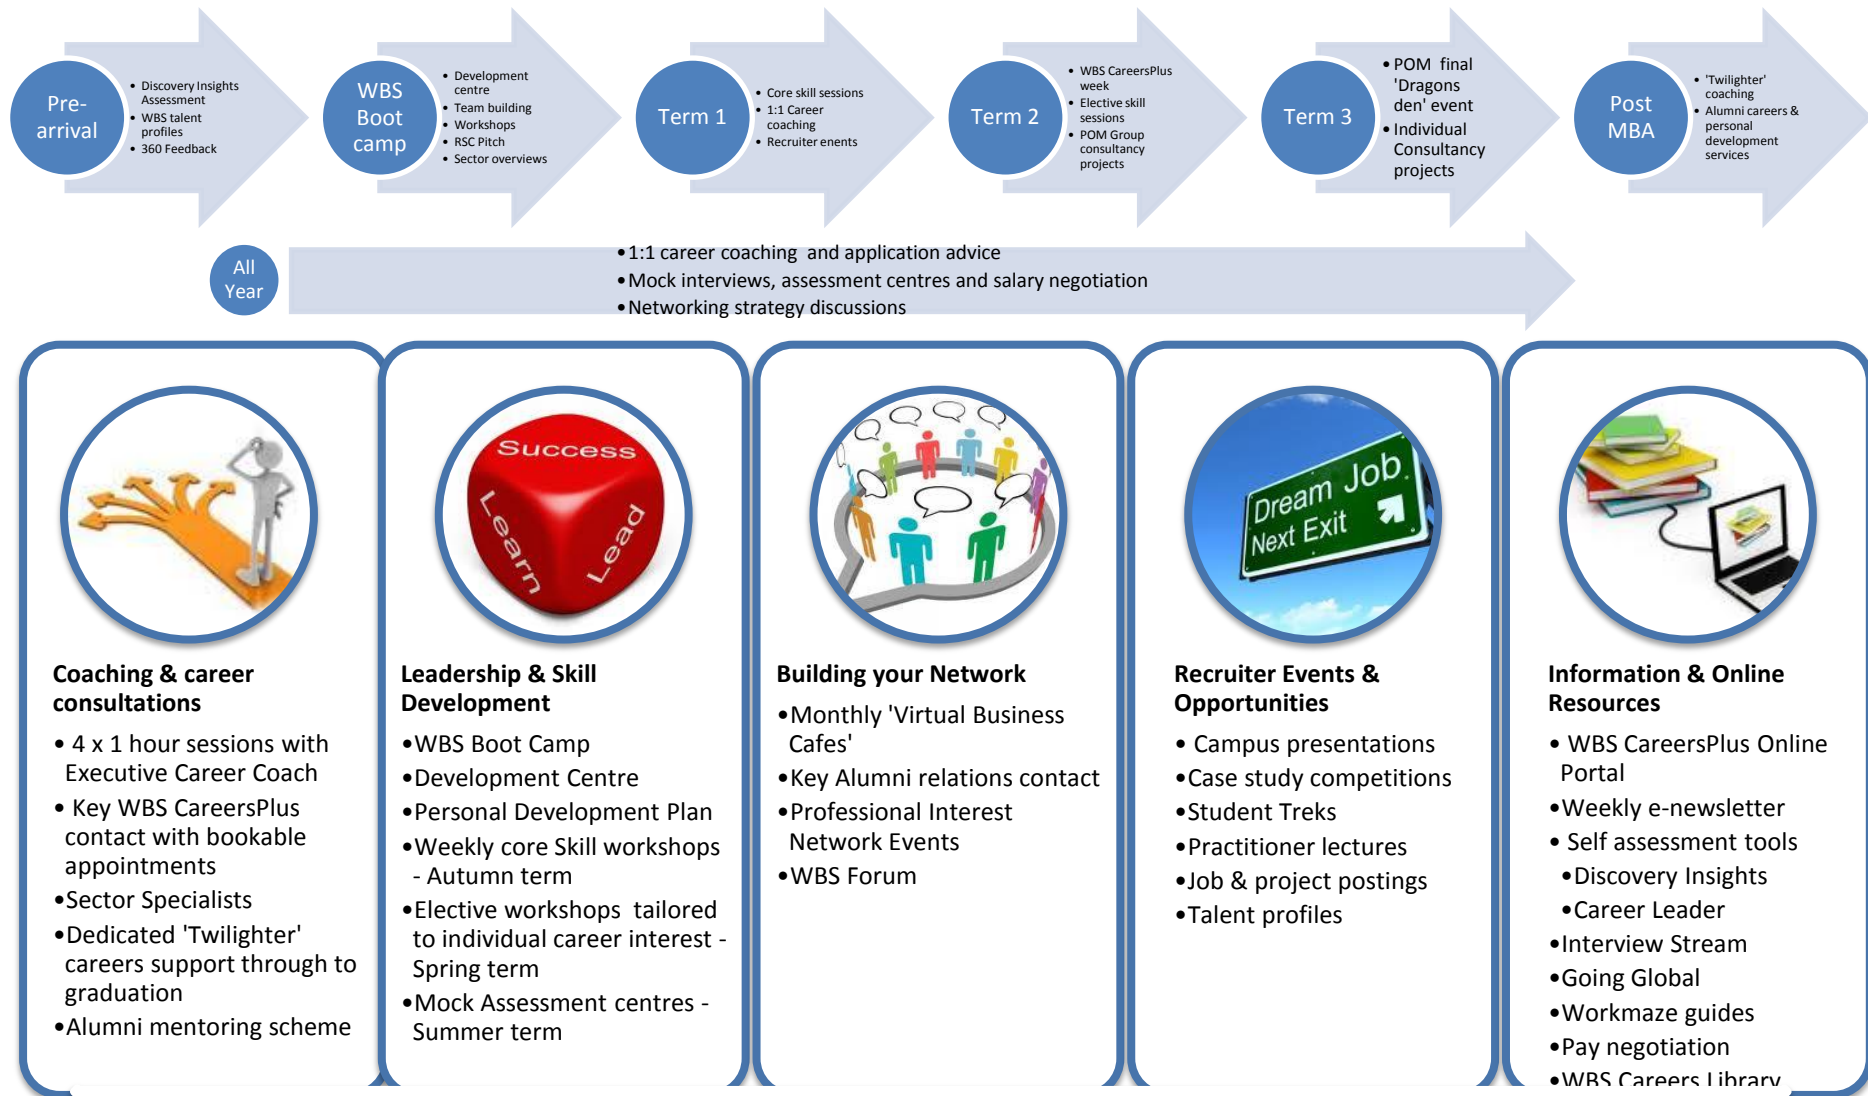 Pre-
arrival
• Discovery Insights
Assessment
• WBS talent
profiles
• 360 Feedback
WBS
Boot
camp
• Development
centre
• Team building
• Workshops
• RSC Pitch
• Sector overviews
Term 1
• Core skill sessions
• 1:1 Career
coaching
• Recruiter enents
Term 2
• WBS CareersPlus
week
• Elective skill
sessions
• POM Group
consultancy
projects
Term 3
• POM final
'Dragons
den' event
• Individual
Consultancy
projects
Post
MBA
• 'Twilighter'
coaching
• Alumni careers &
personal
development
services
All
Year
•1:1 career coaching and application advice
•Mock interviews, assessment centres and salary negotiation
•Networking strategy discussions
Coaching & career
consultations
• 4 x 1 hour sessions with
Executive Career Coach
• Key WBS CareersPlus
contact with bookable
appointments
•Sector Specialists
•Dedicated 'Twilighter'
careers support through to
graduation
•Alumni mentoring scheme
Success
Learn
Lead
Leadership & Skill
Development
•WBS Boot Camp
•Development Centre
•Personal Development Plan
•Weekly core Skill workshops
- Autumn term
•Elective workshops tailored
to individual career interest -
Spring term
•Mock Assessment centres -
Summer term
Building your Network
•Monthly 'Virtual Business
Cafes'
•Key Alumni relations contact
•Professional Interest
Network Events
•WBS Forum
Dream Job
Next Exit
Recruiter Events &
Opportunities
• Campus presentations
•Case study competitions
•Student Treks
•Practitioner lectures
•Job & project postings
•Talent profiles
Information & Online
Resources
• WBS CareersPlus Online
Portal
•Weekly e-newsletter
• Self assessment tools
•Discovery Insights
•Career Leader
•Interview Stream
•Going Global
•Workmaze guides
•Pay negotiation
•WBS Careers Library